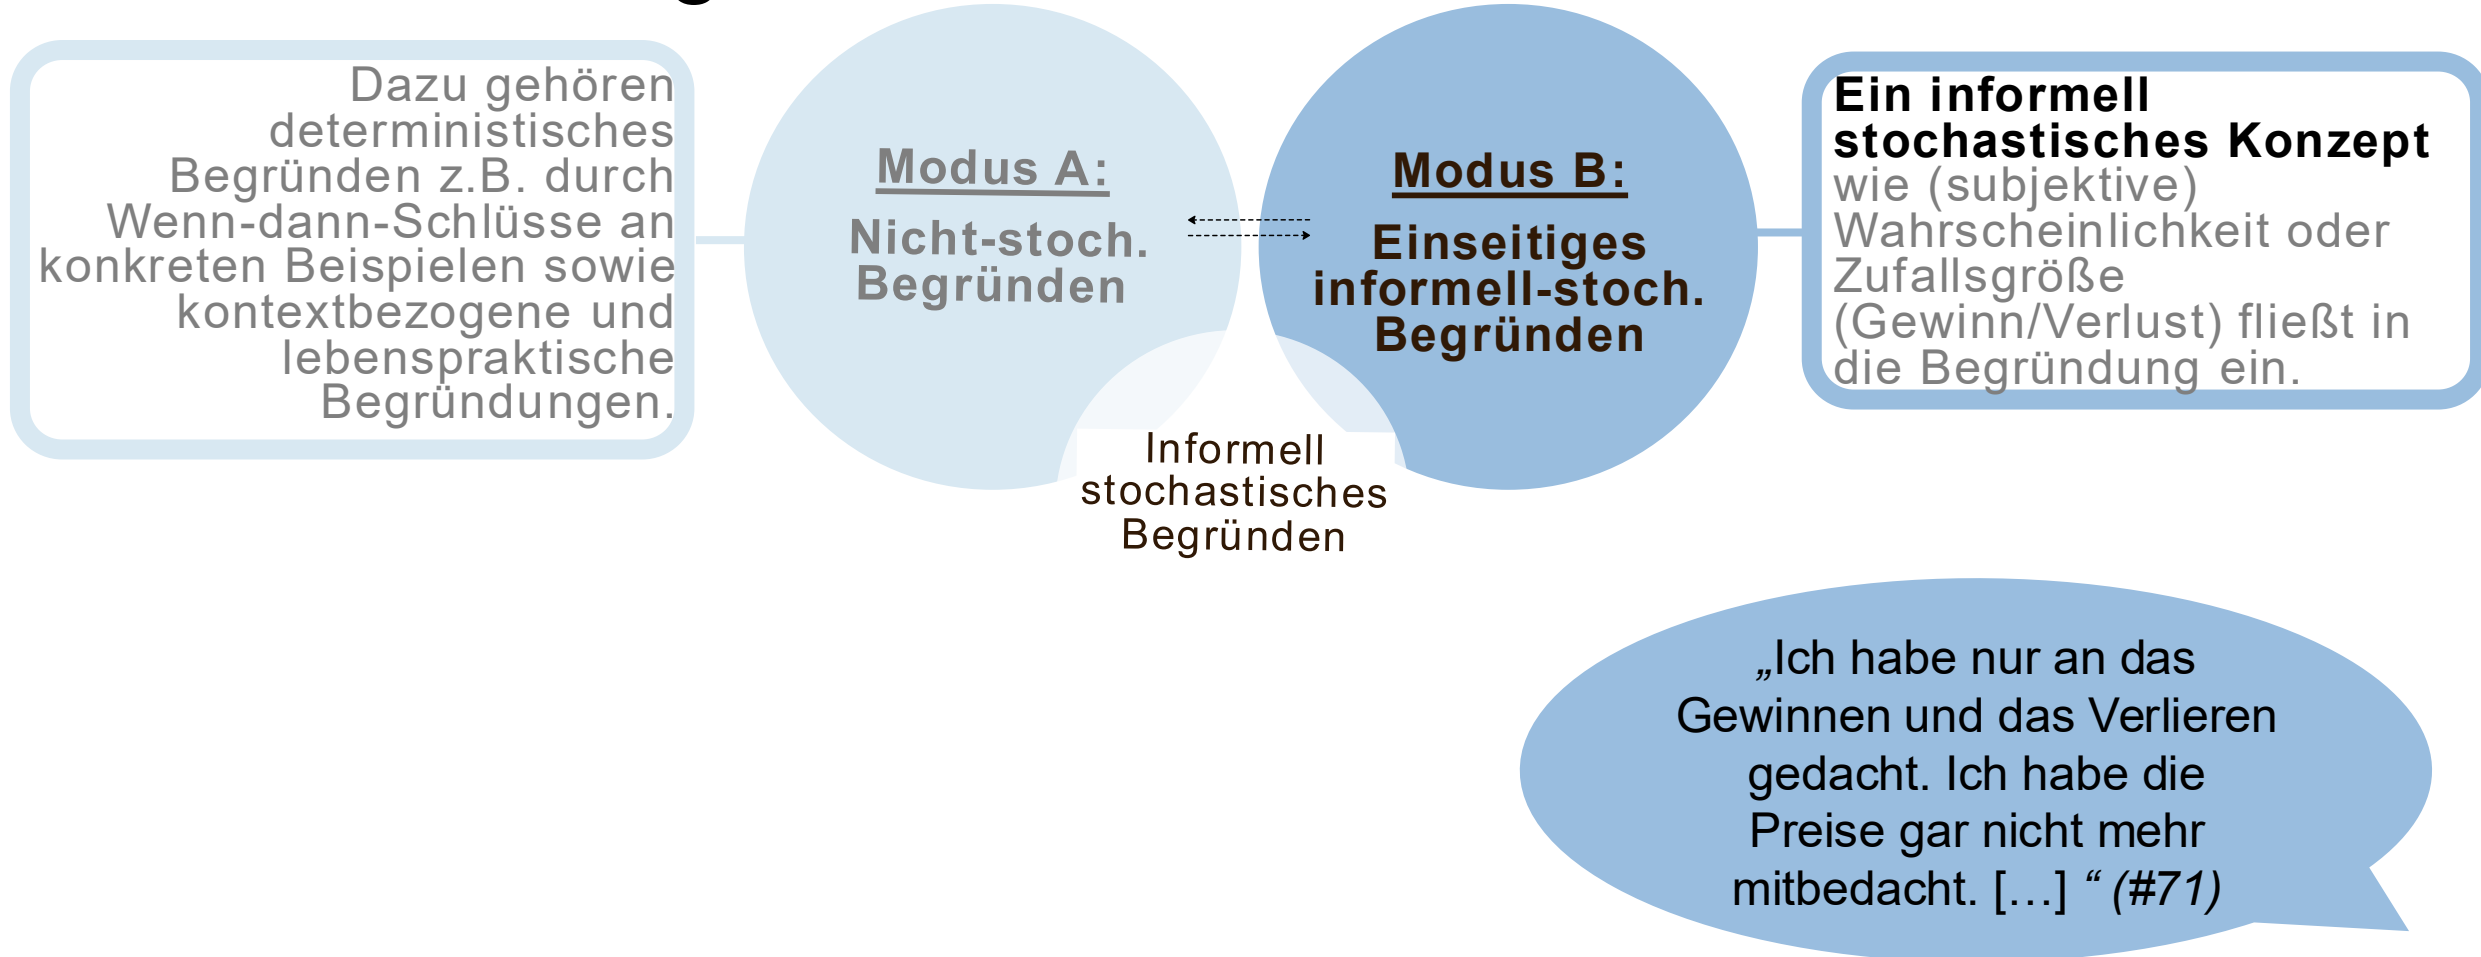 Dazu gehören
deterministisches
Begründen z.B. durch
Wenn-dann-Schlüsse an
konkreten Beispielen sowie
kontextbezogene und
lebenspraktische
Begründungen.
Modus A:
Nicht-stoch.
Begründen
Modus B:
Einseitiges
informell-stoch.
Begründen
Ein informell
stochastisches Konzept
wie (subjektive)
Wahrscheinlichkeit oder
Zufallsgröße
(Gewinn/Verlust) fließt in
die Begründung ein.
Informell
stochastisches
Begründen
„Ich habe nur an das
Gewinnen und das Verlieren
gedacht. Ich habe die
Preise gar nicht mehr
mitbedacht. […] “ (#71)